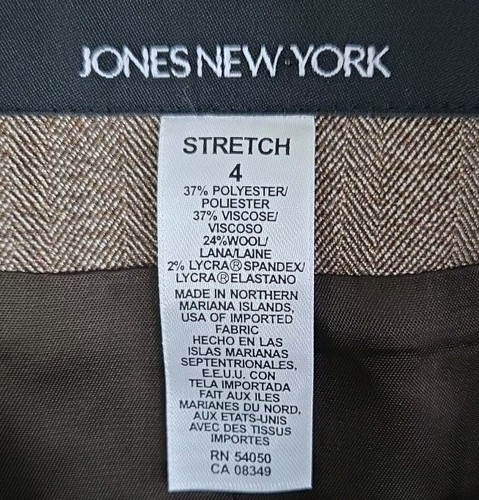 JONES NEW YORK
STRETCH
4
37% POLYESTER/
POLIESTER
37% VISCOSE/
VISCOSO
24%WOOL/
LANA/LAINE
2% LYCRA®SPANDEX/
LYCRA®ELASTANO
MADE IN NORTHERN
MARIANA ISLANDS,
USA OF IMPORTED
FABRIC
HECHO EN LAS
ISLAS MARIANAS
SEPTENTRIONALES,
E.E.U.U. CON
TELA IMPORTADA
FAIT AUX ILES
MARIANES DU NORD,
AUX ETATS-UNIS
AVEC DES TISSUS
IMPORTES
RN 54050
CA 08349